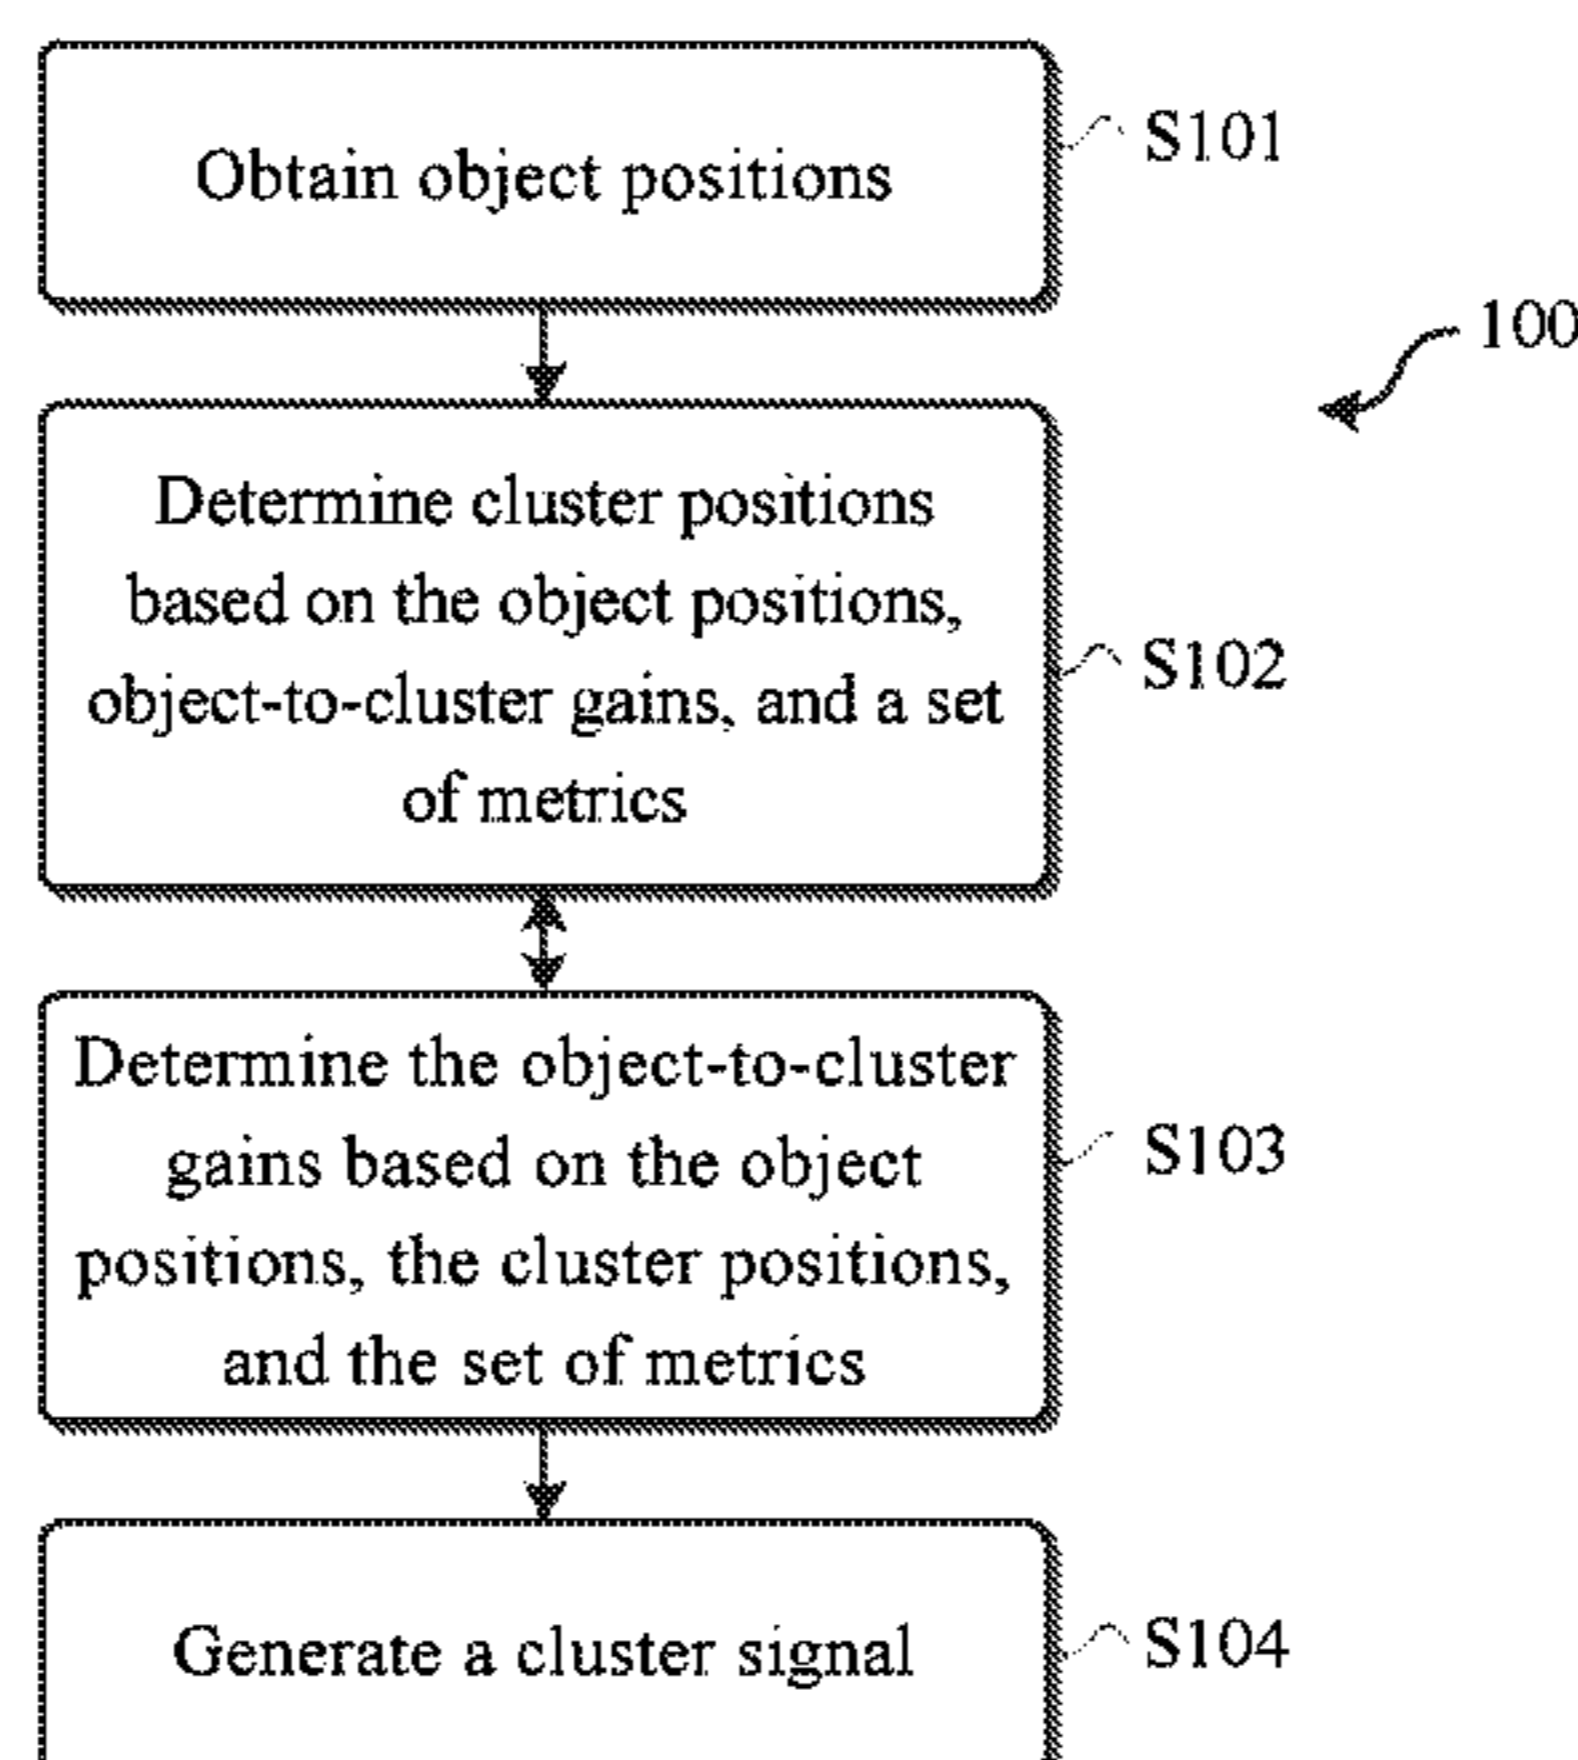 Obtain object positions
S101
100
Determine cluster positions
based on the object positions,
object-to-cluster gains, and a set
of metrics
S102
Determine the object-to-cluster
gains based on the object
positions, the cluster positions,
and the set of metrics
S103
Generate a cluster signal
S104